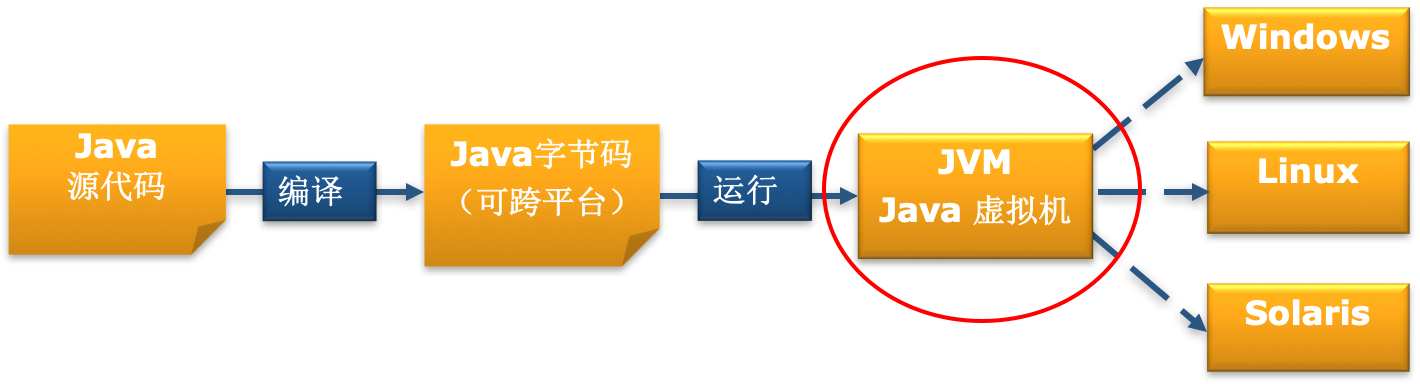 Java
源代码
编译
Java字节码
（可跨平台）
运行
JVM
Java 虚拟机
Windows
Linux
Solaris